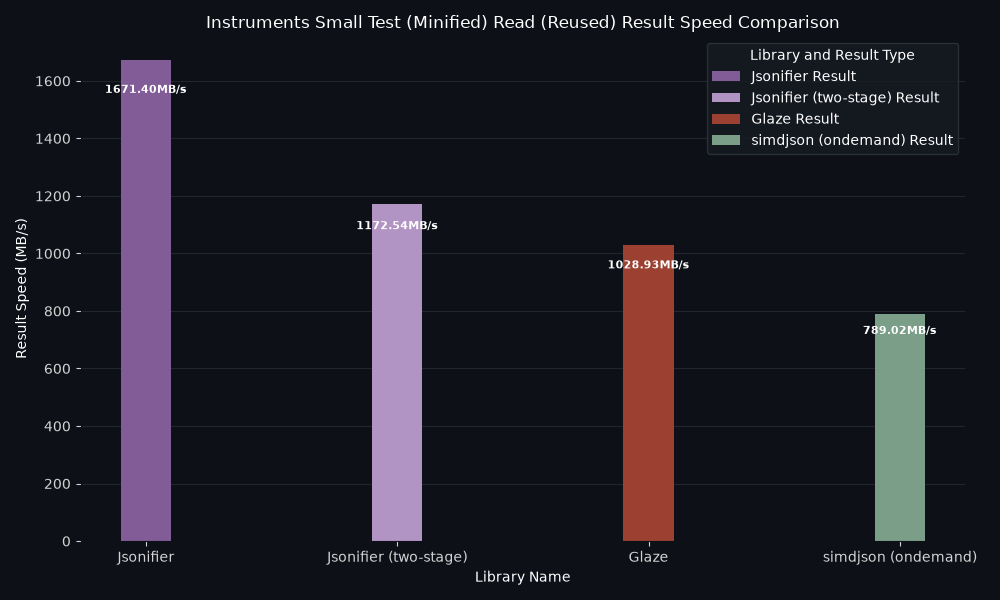 Instruments Small Test (Minified) Read (Reused) Result Speed Comparison
Library and Result Type
Jsonifier Result
Jsonifier (two-stage) Result
Glaze Result
simdjson (ondemand) Result
Result Speed (MB/s)
1600
1400
1200
1000
800
600
400
200
0
1671.40MB/s
1172.54MB/s
1028.93MB/s
789.02MB/s
Jsonifier
Jsonifier (two-stage)
Glaze
simdjson (ondemand)
Library Name